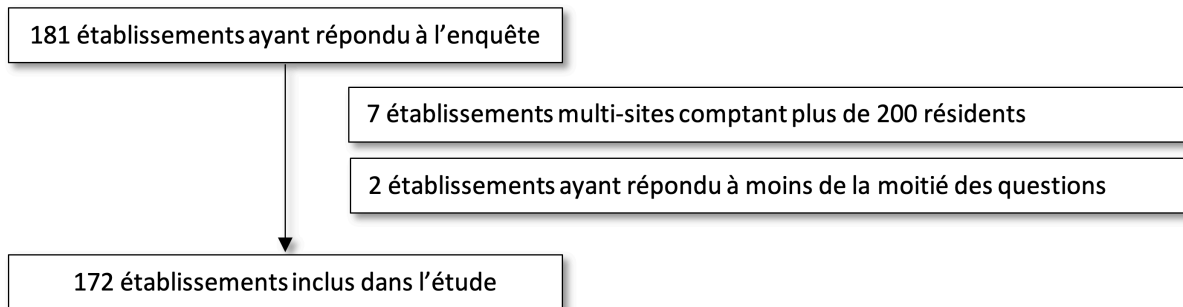 181 établissements ayant répondu à l’enquête
7 établissements multi-sites comptant plus de 200 résidents
2 établissements ayant répondu à moins de la moitié des questions
172 établissements inclus dans l’étude